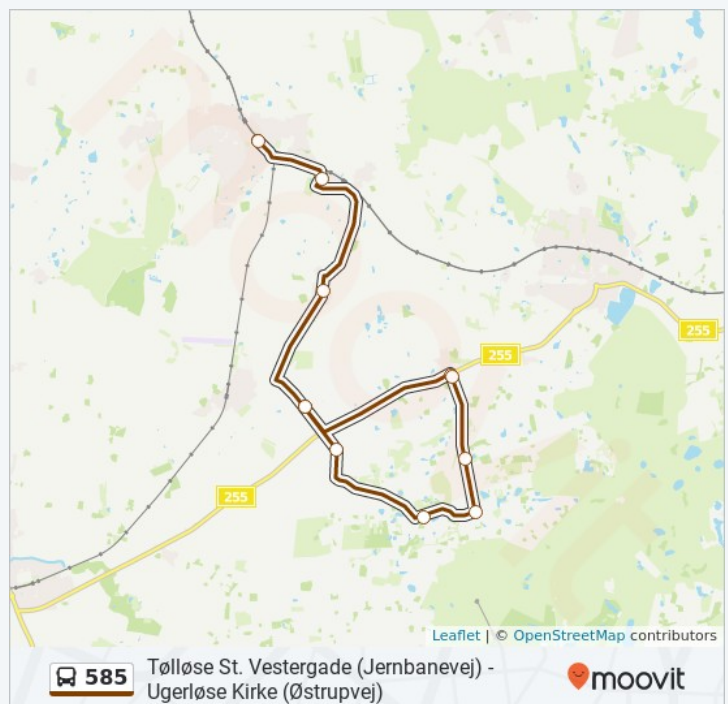 255
255
255
Leaflet | © OpenStreetMap contributors
585
Tølløse St. Vestergade (Jernbanevej) -
Ugerløse Kirke (Østrupvej)
moovit